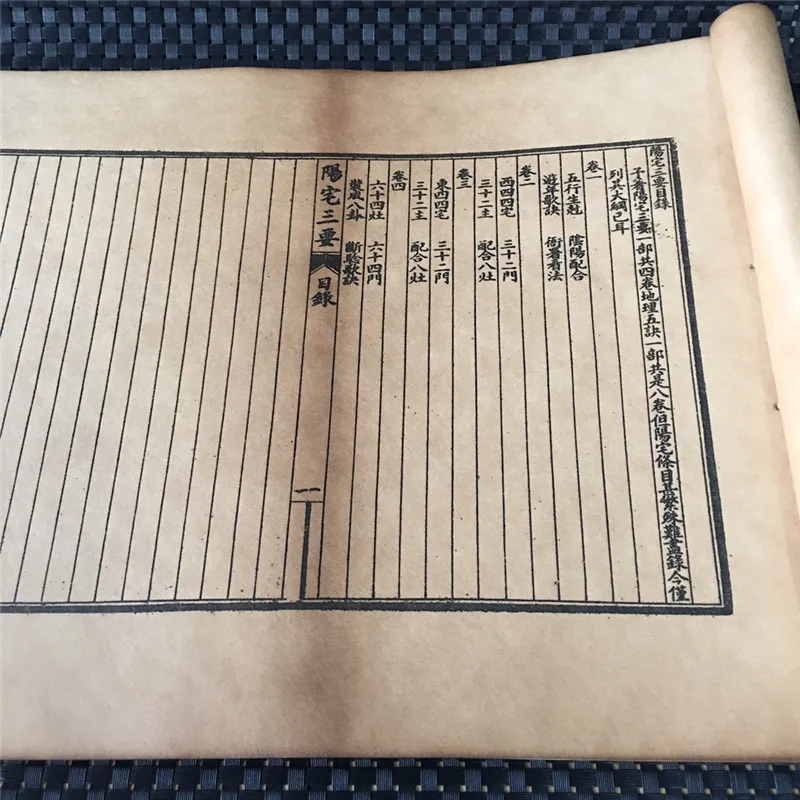 陽宅三要目錄
予着陽宅三要一部共四卷地理五訣一部共是八卷但陽宅條目甚繁殊難盡錄今僅
列其大綱已耳
卷一
五行生尅 陰陽配合
遊年歌訣 衙署看法
卷二
西四四宅 三十二門
三十二主 配合八灶
卷三
東四四宅 三十二門
三十二主 配合八灶
卷四
六十四灶 六十四門
八卦 斷驗歌訣
陽宅三要 目錄 一